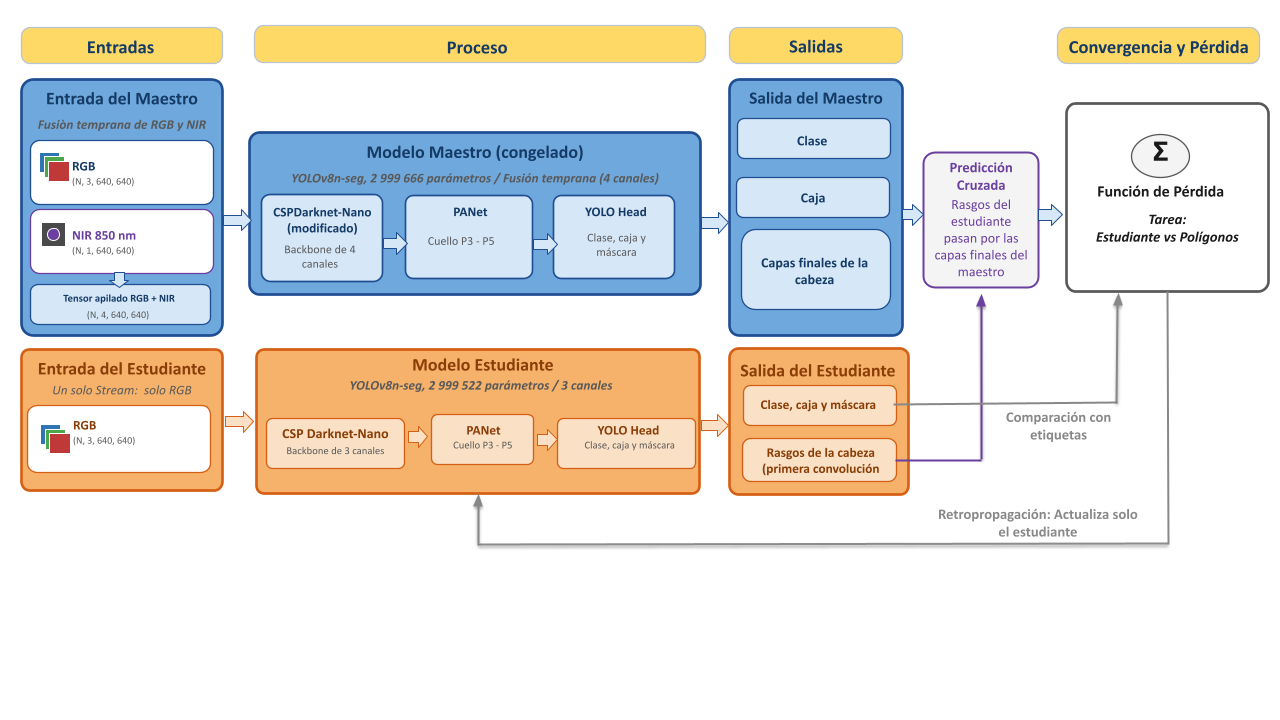 Entradas
Proceso
Salidas
Convergencia y Pérdida
Entrada del Maestro
Fusiòn temprana de RGB y NIR
RGB
(N, 3, 640, 640)
NIR 850 nm
(N, 1, 640, 640)
Tensor apilado RGB + NIR
(N, 4, 640, 640)
Modelo Maestro (congelado)
YOLOv8n-seg, 2 999 666 parámetros / Fusión temprana (4 canales)
CSPDarknet-Nano
(modificado)
Backbone de 4
canales
PANet
Cuello P3 - P5
YOLO Head
Clase, caja y
máscara
Salida del Maestro
Clase
Caja
Capas finales de la
cabeza
Predicción
Cruzada
Rasgos del
estudiante
pasan por las
capas finales del
maestro
Σ
Función de Pérdida
Tarea:
Estudiante vs Polígonos
Entrada del Estudiante
Un solo Stream: solo RGB
RGB
(N, 3, 640, 640)
Modelo Estudiante
YOLOv8n-seg, 2 999 522 parámetros / 3 canales
CSP Darknet-Nano
Backbone de 3 canales
PANet
Cuello P3 - P5
YOLO Head
Clase, caja y máscara
Salida del Estudiante
Clase, caja y máscara
Rasgos de la cabeza
(primera convolución
Comparación con
etiquetas
Retropropagación: Actualiza solo
el estudiante